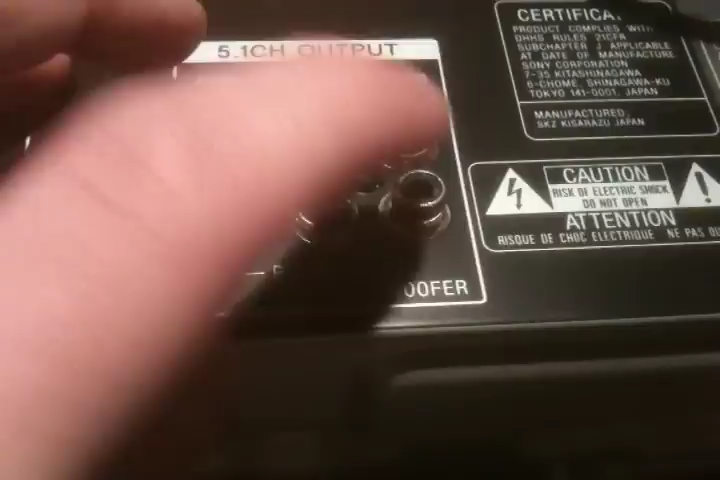 5.1CH OUTPUT
OOFER
CERTIFICA
PRODUCT COMPLIES WITH
DHHS RULES 21CFR
SUBCHAPTER J APPLICABLE
AT DATE OF MANUFACTURE
SONY CORPORATION
7-35 KITASHINAGAWA
6-CHOME, SHINAGAWA-KU
TOKYO 141-0001, JAPAN
MANUFACTURED,
SKZ KISARAZU JAPAN
CAUTION
RISK OF ELECTRIC SHOCK
DO NOT OPEN
ATTENTION
RISQUE DE CHOC ELECTRIQUE NE PAS OU